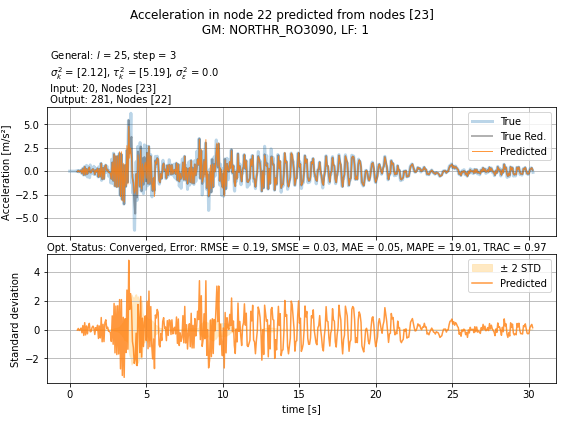 Acceleration in node 22 predicted from nodes [23]
GM: NORTHR_RO3090, LF: 1
General: l = 25, step = 3
σ²ₖ = [2.12], τ²ₖ = [5.19], σ²ε = 0.0
Input: 20, Nodes [23]
Output: 281, Nodes [22]
True
True Red.
Predicted
Acceleration [m/s²]
5.0
2.5
0.0
−2.5
−5.0
Opt. Status: Converged, Error: RMSE = 0.19, SMSE = 0.03, MAE = 0.05, MAPE = 19.01, TRAC = 0.97
± 2 STD
Predicted
Standard deviation
4
2
0
−2
0 5 10 15 20 25 30
time [s]